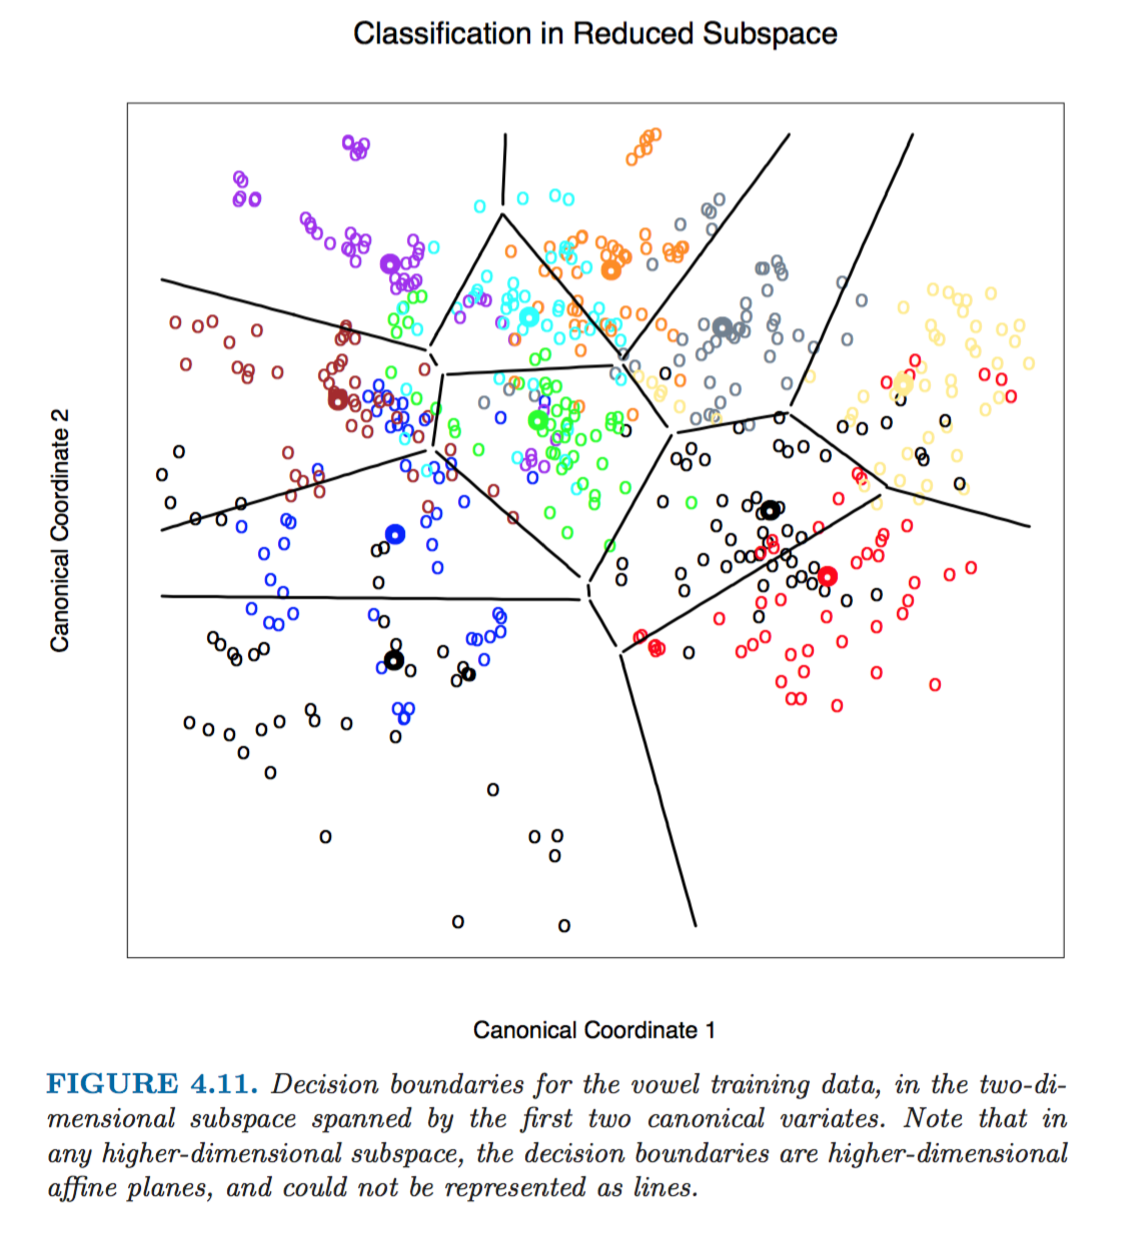 Classification in Reduced Subspace
Canonical Coordinate 2
Canonical Coordinate 1
FIGURE 4.11. Decision boundaries for the vowel training data, in the two-di-
mensional subspace spanned by the first two canonical variates. Note that in
any higher-dimensional subspace, the decision boundaries are higher-dimensional
affine planes, and could not be represented as lines.